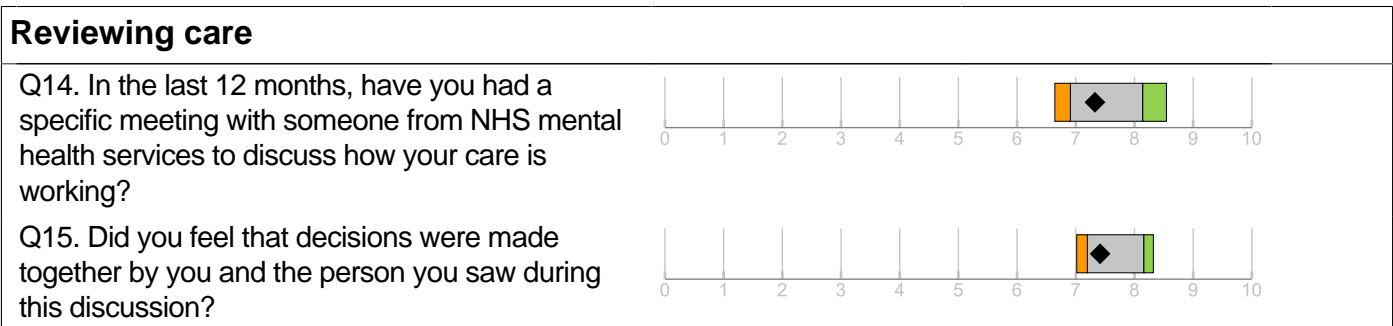 Reviewing care
Q14. In the last 12 months, have you had a
specific meeting with someone from NHS mental
health services to discuss how your care is
working?
0 1 2 3 4 5 6 7 8 9 10
Q15. Did you feel that decisions were made
together by you and the person you saw during
this discussion?
0 1 2 3 4 5 6 7 8 9 10